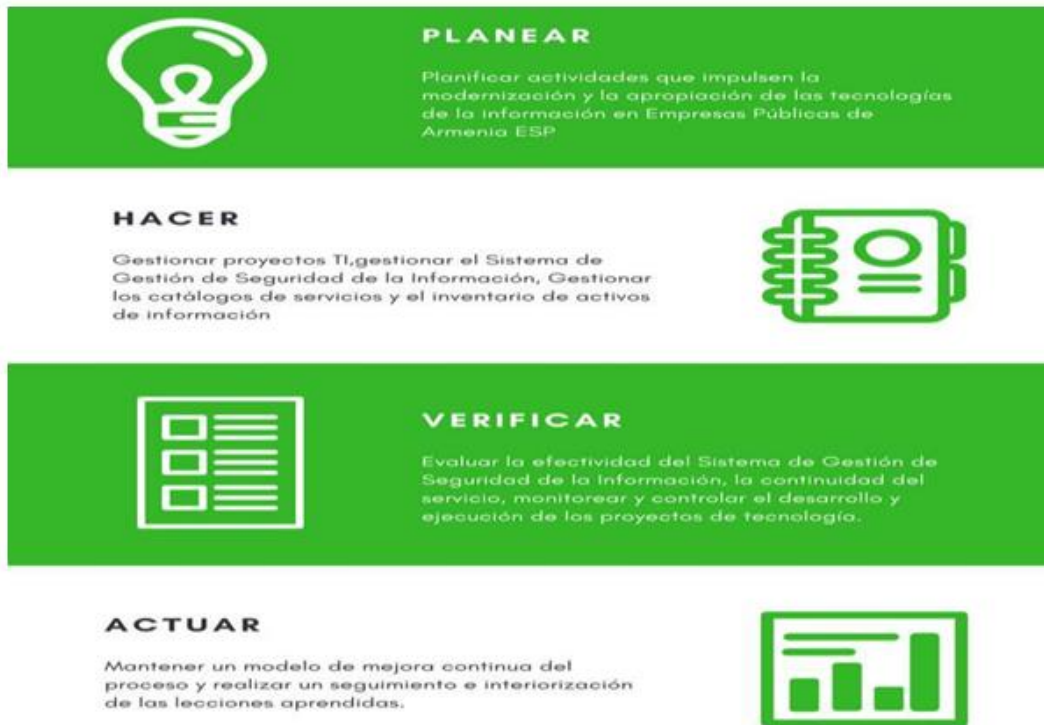 PLANEAR
Planificar actividades que impulsen la
modernización y la apropiación de las tecnologías
de la información en Empresas Públicas de
Armenia ESP
HACER
Gestionar proyectos TI,gestionar el Sistema de
Gestión de Seguridad de la Información, Gestionar
los catálogos de servicios y el inventario de activos
de información
VERIFICAR
Evaluar la efectividad del Sistema de Gestión de
Seguridad de la Información, la continuidad del
servicio, monitorear y controlar el desarrollo y
ejecución de los proyectos de tecnología.
ACTUAR
Mantener un modelo de mejora continua del
proceso y realizar un seguimiento e interiorización
de las lecciones aprendidas.